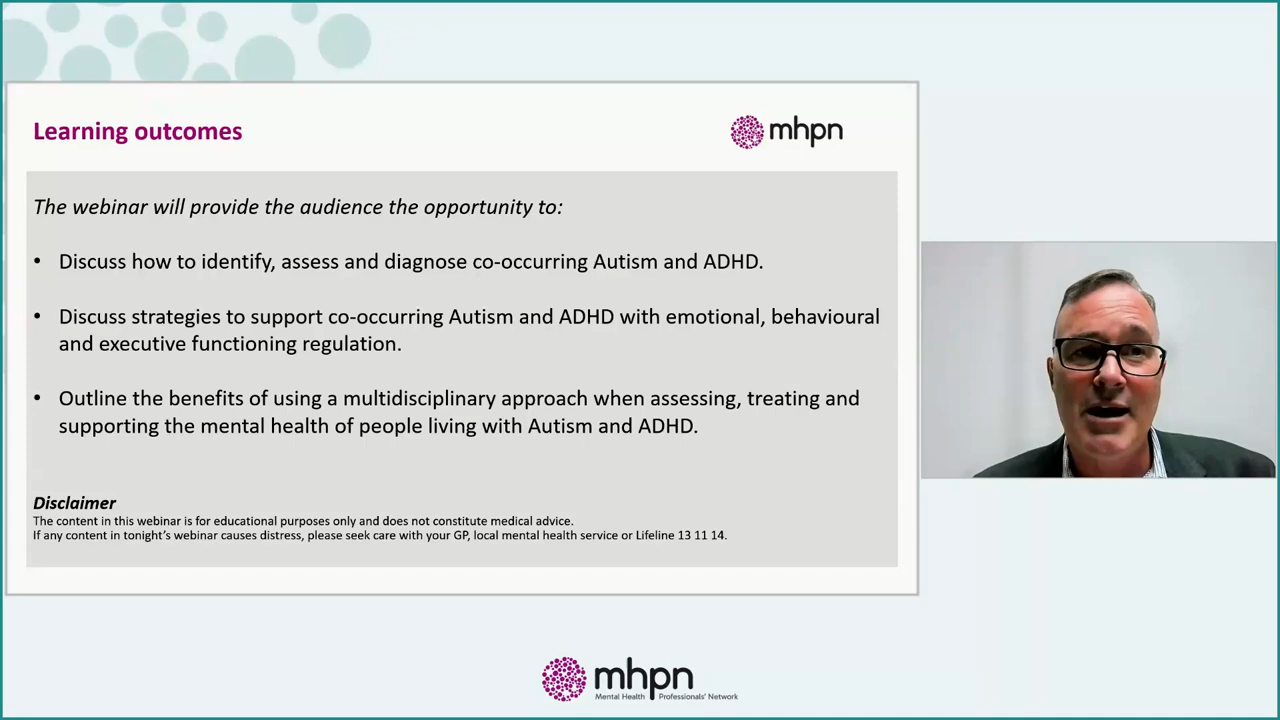 Learning outcomes
mhpn
The webinar will provide the audience the opportunity to:
• Discuss how to identify, assess and diagnose co-occurring Autism and ADHD.
• Discuss strategies to support co-occurring Autism and ADHD with emotional, behavioural
and executive functioning regulation.
• Outline the benefits of using a multidisciplinary approach when assessing, treating and
supporting the mental health of people living with Autism and ADHD.
Disclaimer
The content in this webinar is for educational purposes only and does not constitute medical advice.
If any content in tonight's webinar causes distress, please seek care with your GP, local mental health service or Lifeline 13 11 14.
mhpn
Mental Health Professionals' Network